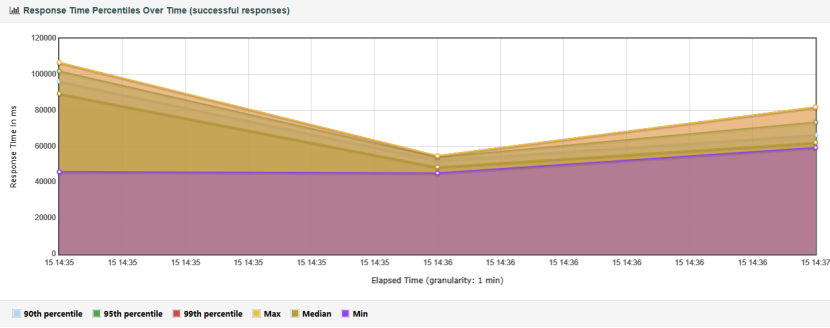 Response Time Percentiles Over Time (successful responses)
120000
100000
80000
60000
40000
20000
0
Response Time in ms
15 14:35 15 14:35 15 14:35 15 14:35 15 14:35 15 14:35 15 14:36 15 14:36 15 14:36 15 14:36 15 14:36 15 14:36 15 14:37
Elapsed Time (granularity: 1 min)
90th percentile 95th percentile 99th percentile Max Median Min